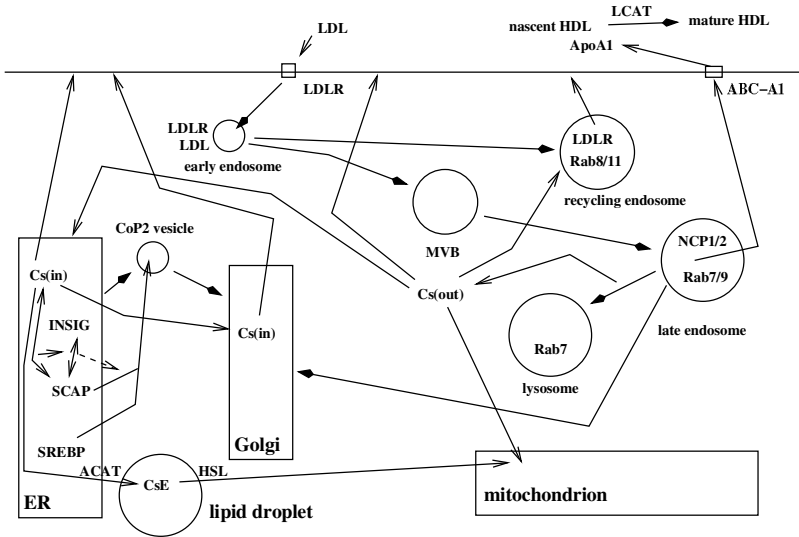 LCAT
nascent HDL
mature HDL
LDL
ApoA1
LDLR
ABC-A1
LDLR
LDL
early endosome
LDLR
Rab8/11
recycling endosome
CoP2 vesicle
MVB
NCP1/2
Rab7/9
late endosome
Cs(in)
Cs(out)
INSIG
Cs(in)
Rab7
lysosome
SCAP
SREBP
Golgi
ACAT
HSL
CsE
ER
lipid droplet
mitochondrion